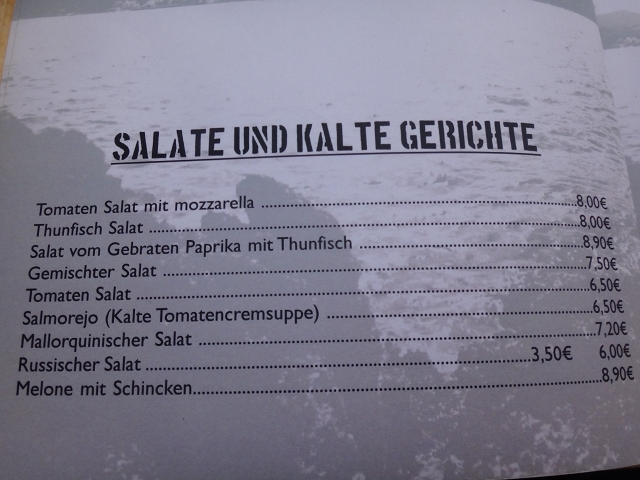 SALATE UND KALTE GERICHTE
Tomaten Salat mit mozzarella ........................ 8,00€
Thunfisch Salat ........................ 8,00€
Salat vom Gebraten Paprika mit Thunfisch ........................ 8,90€
Gemischter Salat ........................ 7,50€
Tomaten Salat ........................ 6,50€
Salmorejo (Kalte Tomatencremsuppe) ........................ 6,50€
Mallorquinischer Salat ........................ 7,20€
Russischer Salat ........................ 3,50€ 6,00€
Melone mit Schincken........................ 8,90€